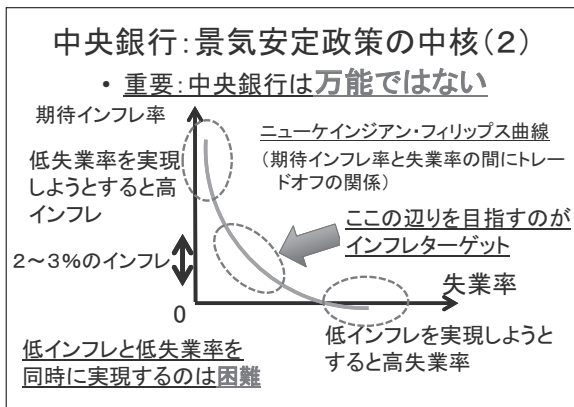 中央銀行：景気安定政策の中核（2）
• 重要：中央銀行は万能ではない
期待インフレ率
ニューケインジアン・フィリップス曲線
（期待インフレ率と失業率の間にトレー
ドオフの関係）
低失業率を実現
しようとすると高
インフレ
ここの辺りを目指すのが
インフレターゲット
2～3%のインフレ
失業率
0
低インフレを実現しようと
すると高失業率
低インフレと低失業率を
同時に実現するのは困難